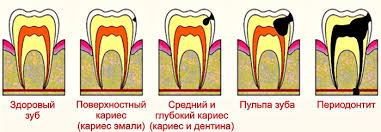 Здоровый
зуб
Поверхностный
кариес
(кариес эмали)
Средний и
глубокий кариес
(кариес и дентина)
Пульпа зуба
Периодонтит